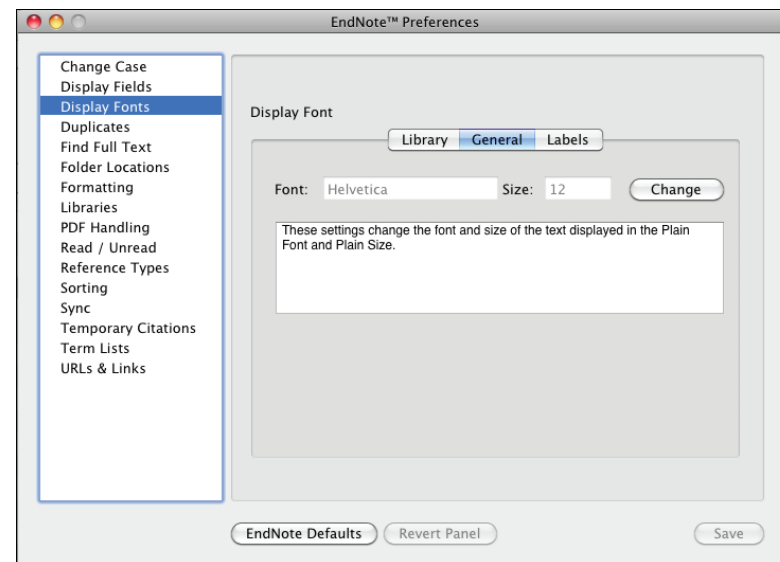 EndNote™ Preferences
Change Case
Display Fields
Display Fonts
Duplicates
Find Full Text
Folder Locations
Formatting
Libraries
PDF Handling
Read / Unread
Reference Types
Sorting
Sync
Temporary Citations
Term Lists
URLs & Links
Display Font
Library General Labels
Font: Helvetica Size: 12 Change
These settings change the font and size of the text displayed in the Plain
Font and Plain Size.
EndNote Defaults Revert Panel Save